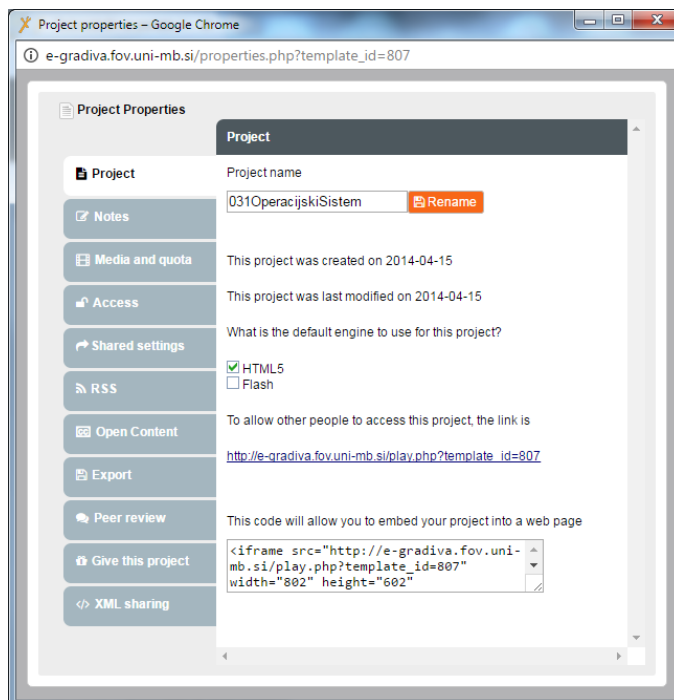 Project properties – Google Chrome
e-gradiva.fov.uni-mb.si/properties.php?template_id=807
Project Properties
Project
Notes
Media and quota
Access
Shared settings
RSS
Open Content
Export
Peer review
Give this project
XML sharing
Project
Project name
031OperacijskiSistem
Rename
This project was created on 2014-04-15
This project was last modified on 2014-04-15
What is the default engine to use for this project?
HTML5
Flash
To allow other people to access this project, the link is
http://e-gradiva.fov.uni-mb.si/play.php?template_id=807
This code will allow you to embed your project into a web page
<iframe src="http://e-gradiva.fov.uni-
mb.si/play.php?template_id=807"
width="802" height="602"